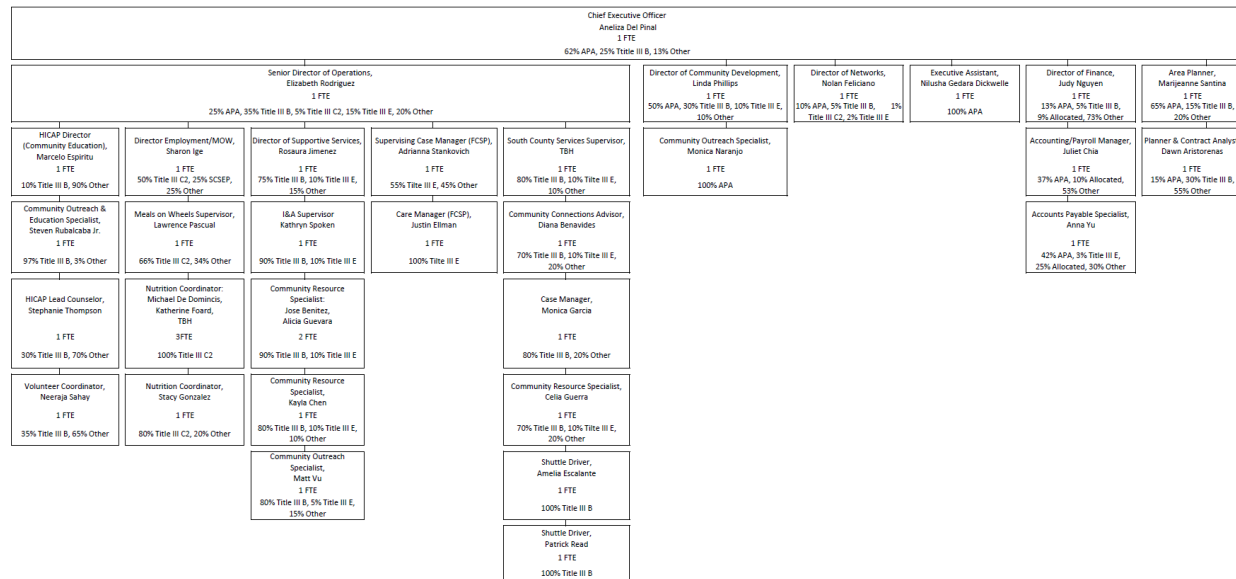 Chief Executive Officer
Aneliza Del Pinal
1 FTE
62% APA, 25% Ttitle III B, 13% Other
Senior Director of Operations,
Elizabeth Rodriguez
1 FTE
25% APA, 35% Title III B, 5% Title III C2, 15% Title III E, 20% Other
Director of Community Development,
Linda Phillips
1 FTE
50% APA, 30% Title III B, 10% Title III E,
10% Other
Director of Networks,
Nolan Feliciano
1 FTE
10% APA, 5% Title III B, 1%
Title III C2, 2% Title III E
Executive Assistant,
Nilusha Gedara Dickwelle
1 FTE
100% APA
Director of Finance,
Judy Nguyen
1 FTE
13% APA, 5% Title III B,
9% Allocated, 73% Other
Area Planner,
Marijeanne Santina
1 FTE
65% APA, 15% Title III B,
20% Other
HICAP Director
(Community Education),
Marcelo Espiritu
1 FTE
10% Title III B, 90% Other
Director Employment/MOW,
Sharon Ige
1 FTE
50% Title III C2, 25% SCSEP,
25% Other
Director of Supportive Services,
Rosaura Jimenez
1 FTE
75% Title III B, 10% Title III E,
15% Other
Supervising Case Manager (FCSP),
Adrianna Stankovich
1 FTE
55% Tilte III E, 45% Other
South County Services Supervisor,
TBH
1 FTE
80% Title III B, 10% Tilte III E,
10% Other
Community Outreach Specialist,
Monica Naranjo
1 FTE
100% APA
Accounting/Payroll Manager,
Juliet Chia
1 FTE
37% APA, 10% Allocated,
53% Other
Planner & Contract Analyst
Dawn Aristorenas
1 FTE
15% APA, 30% Title III B,
55% Other
Community Outreach &
Education Specialist,
Steven Rubalcaba Jr.
1 FTE
97% Title III B, 3% Other
Meals on Wheels Supervisor,
Lawrence Pascual
1 FTE
66% Title III C2, 34% Other
I&A Supervisor
Kathryn Spoken
1 FTE
90% Title III B, 10% Title III E
Care Manager (FCSP),
Justin Ellman
1 FTE
100% Tilte III E
Community Connections Advisor,
Diana Benavides
1 FTE
70% Title III B, 10% Tilte III E,
20% Other
Accounts Payable Specialist,
Anna Yu
1 FTE
42% APA, 3% Title III E,
25% Allocated, 30% Other
HICAP Lead Counselor,
Stephanie Thompson
1 FTE
30% Title III B, 70% Other
Nutrition Coordinator:
Michael De Domincis,
Katherine Foard,
TBH
3FTE
100% Title III C2
Community Resource
Specialist:
Jose Benitez,
Alicia Guevara
2 FTE
90% Title III B, 10% Title III E
Case Manager,
Monica Garcia
1 FTE
80% Title III B, 20% Other
Volunteer Coordinator,
Neeraja Sahay
1 FTE
35% Title III B, 65% Other
Nutrition Coordinator,
Stacy Gonzalez
1 FTE
80% Title III C2, 20% Other
Community Resource
Specialist,
Kayla Chen
1 FTE
80% Title III B, 10% Title III E,
10% Other
Community Resource Specialist,
Celia Guerra
1 FTE
70% Title III B, 10% Tilte III E,
20% Other
Community Outreach
Specialist,
Matt Vu
1 FTE
80% Title III B, 5% Title III E,
15% Other
Shuttle Driver,
Amelia Escalante
1 FTE
100% Title III B
Shuttle Driver,
Patrick Read
1 FTE
100% Title III B